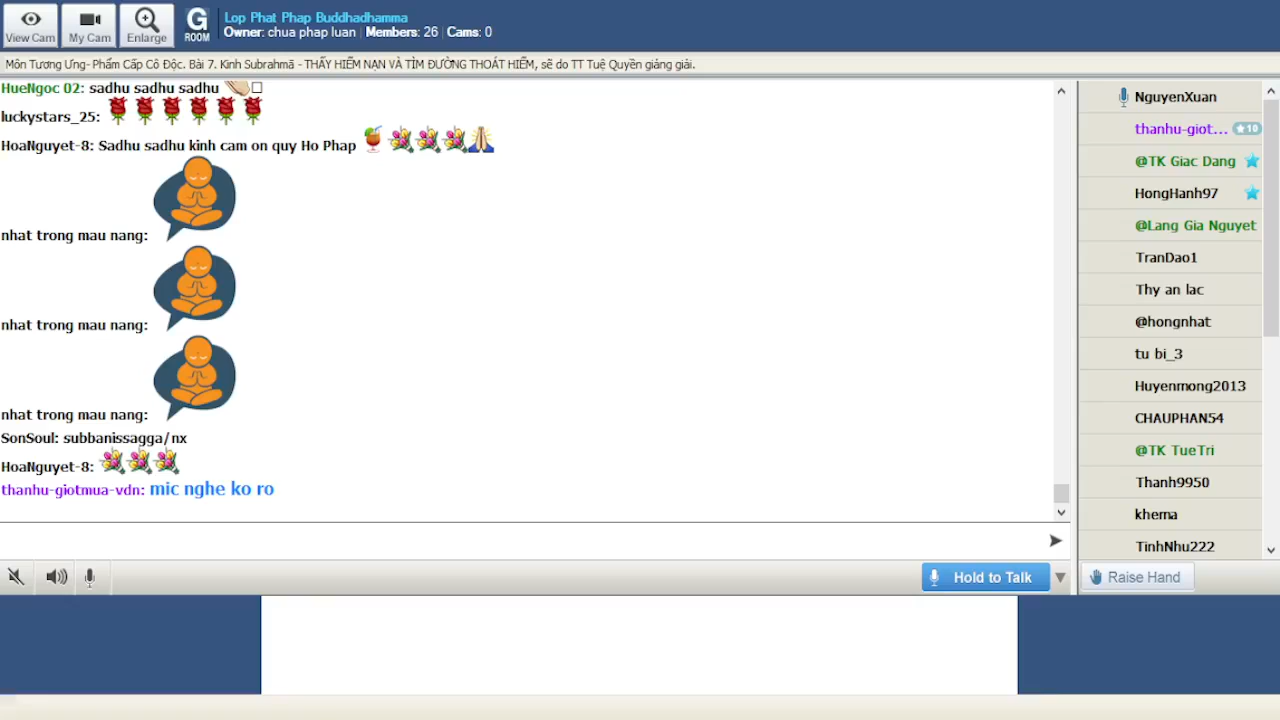 View Cam
My Cam
Enlarge
G
ROOM
Lop Phat Phap Buddhadhamma
Owner: chua phap luan | Members: 26 | Cams: 0
Môn Tương Ưng- Phẩm Cấp Cô Độc. Bài 7. Kinh Subrahmā - THẤY HIỂM NẠN VÀ TÌM ĐƯỜNG THOÁT HIỂM, sẽ do TT Tuệ Quyền giảng giải.
HueNgoc 02: sadhu sadhu sadhu
luckystars_25:
HoaNguyet-8: Sadhu sadhu kinh cam on quy Ho Phap
nhat trong mau nang:
nhat trong mau nang:
nhat trong mau nang:
SonSoul: subbanissagga/nx
HoaNguyet-8:
thanhu-giotmua-vdn: mic nghe ko ro
NguyenXuan
thanhu-giot... 10
@TK Giac Dang
HongHanh97
@Lang Gia Nguyet
TranDao1
Thy an lac
@hongnhat
tu bi_3
Huyenmong2013
CHAUPHAN54
@TK TueTri
Thanh9950
khema
TinhNhu222
Hold to Talk
Raise Hand